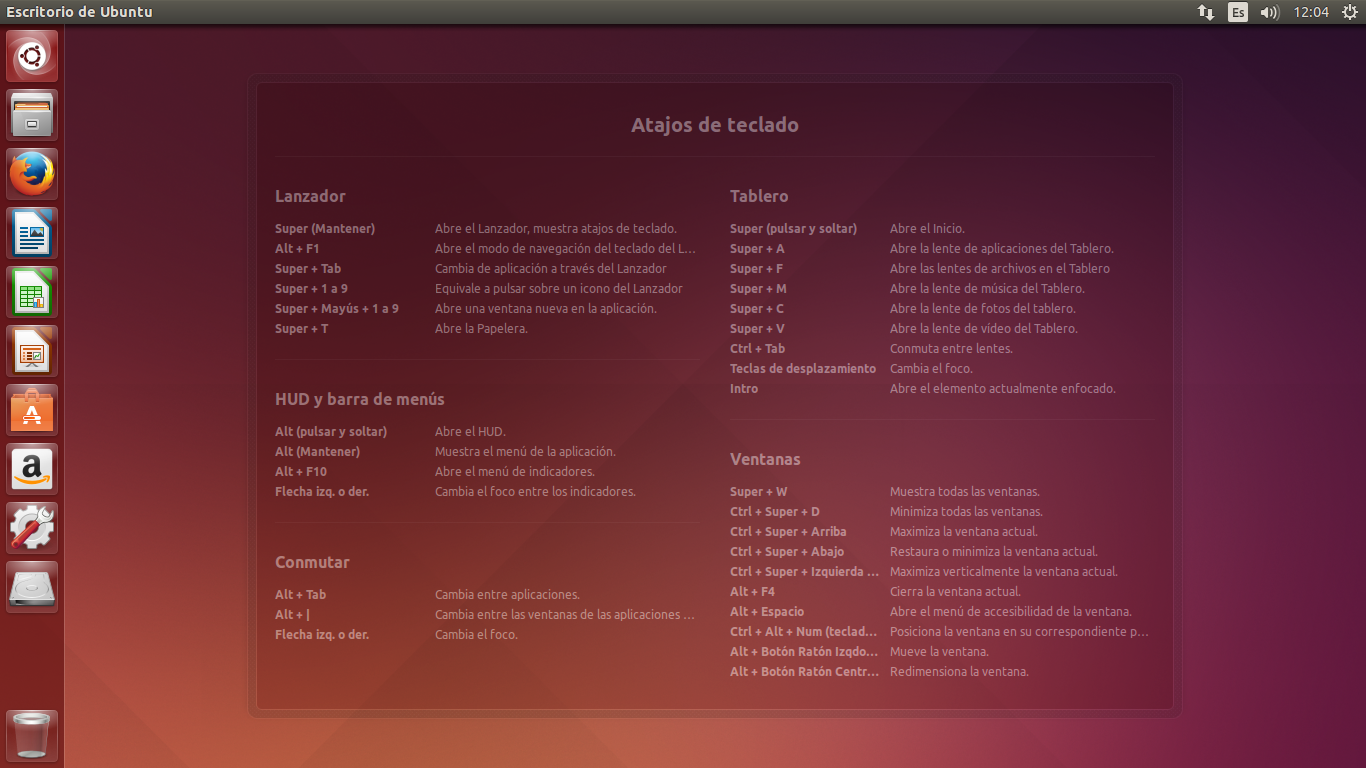 Escritorio de Ubuntu
Es
12:04
Atajos de teclado
Lanzador
Super (Mantener) Abre el Lanzador, muestra atajos de teclado.
Alt + F1 Abre el modo de navegación del teclado del L…
Super + Tab Cambia de aplicación a través del Lanzador
Super + 1 a 9 Equivale a pulsar sobre un icono del Lanzador
Super + Mayús + 1 a 9 Abre una ventana nueva en la aplicación.
Super + T Abre la Papelera.
HUD y barra de menús
Alt (pulsar y soltar) Abre el HUD.
Alt (Mantener) Muestra el menú de la aplicación.
Alt + F10 Abre el menú de indicadores.
Flecha izq. o der. Cambia el foco entre los indicadores.
Conmutar
Alt + Tab Cambia entre aplicaciones.
Alt + | Cambia entre las ventanas de las aplicaciones …
Flecha izq. o der. Cambia el foco.
Tablero
Super (pulsar y soltar) Abre el Inicio.
Super + A Abre la lente de aplicaciones del Tablero.
Super + F Abre las lentes de archivos en el Tablero
Super + M Abre la lente de música del Tablero.
Super + C Abre la lente de fotos del tablero.
Super + V Abre la lente de vídeo del Tablero.
Ctrl + Tab Conmuta entre lentes.
Teclas de desplazamiento Cambia el foco.
Intro Abre el elemento actualmente enfocado.
Ventanas
Super + W Muestra todas las ventanas.
Ctrl + Super + D Minimiza todas las ventanas.
Ctrl + Super + Arriba Maximiza la ventana actual.
Ctrl + Super + Abajo Restaura o minimiza la ventana actual.
Ctrl + Super + Izquierda … Maximiza verticalmente la ventana actual.
Alt + F4 Cierra la ventana actual.
Alt + Espacio Abre el menú de accesibilidad de la ventana.
Ctrl + Alt + Num (teclad… Posiciona la ventana en su correspondiente p…
Alt + Botón Ratón Izqdo… Mueve la ventana.
Alt + Botón Ratón Centr… Redimensiona la ventana.